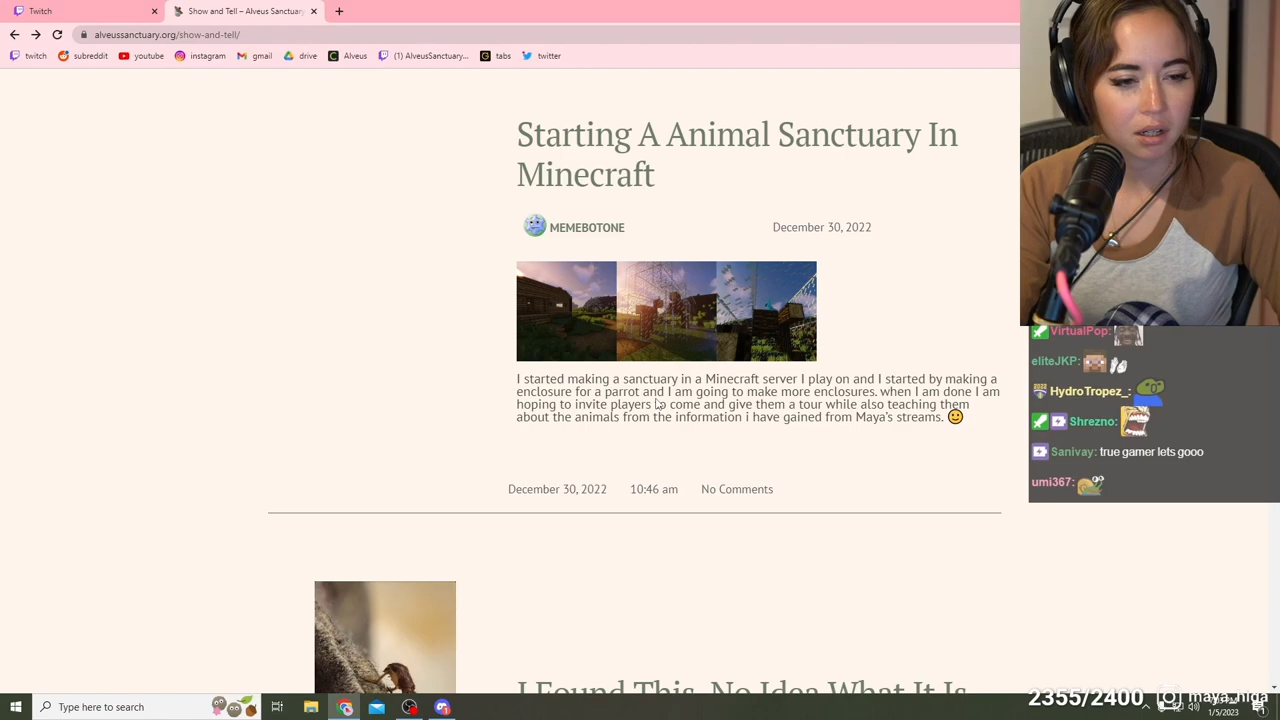 Twitch
Show and Tell – Alveus Sanctuary
alveussanctuary.org/show-and-tell/
twitch
subreddit
youtube
instagram
gmail
drive
Alveus
(1) AlveusSanctuary...
tabs
twitter
Starting A Animal Sanctuary In
Minecraft
MEMEBOTONE
December 30, 2022
I started making a sanctuary in a Minecraft server I play on and I started by making a
enclosure for a parrot and I am going to make more enclosures. when I am done I am
hoping to invite players to come and give them a tour while also teaching them
about the animals from the information i have gained from Maya's streams.
December 30, 2022 10:46 am No Comments
VirtualPop:
eliteJKP:
HydroTropez_:
Shrezno:
Sanivay: true gamer lets gooo
umi367:
I Found This, No Idea What It Is
Type here to search
2355/2400
maya_higa
1/5/2023